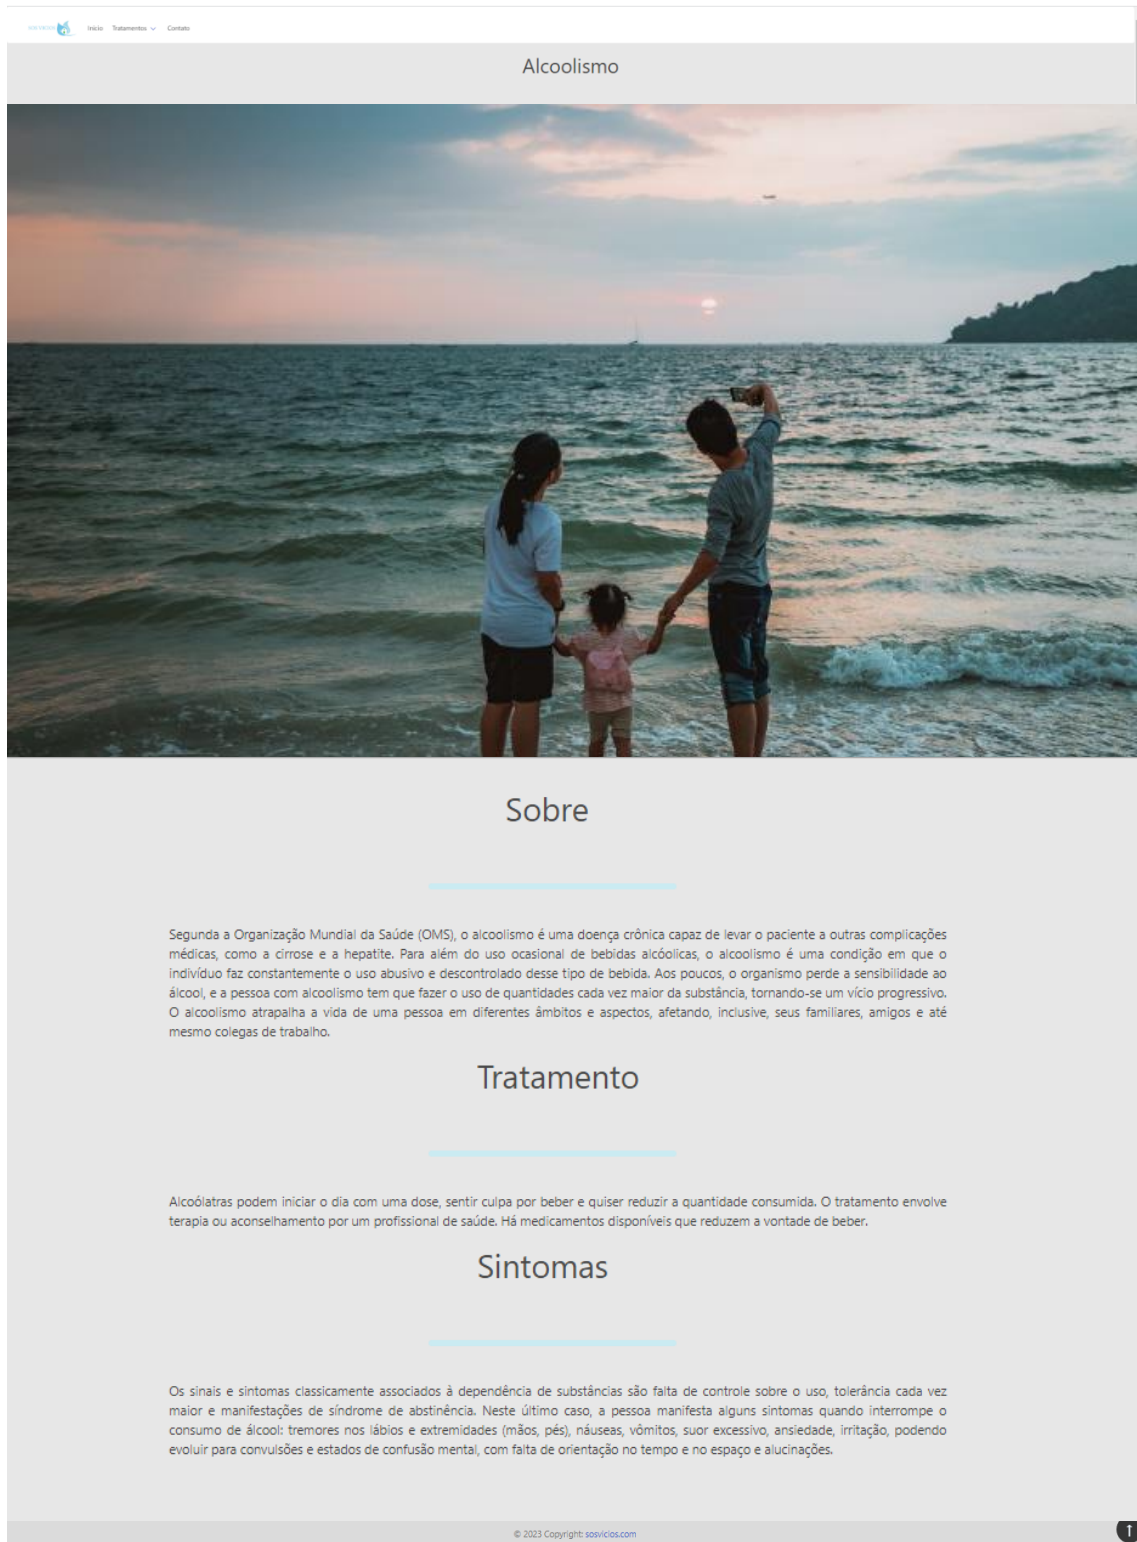 Inicio Tratamentos Contato
Alcoolismo
Sobre
Segunda a Organização Mundial da Saúde (OMS), o alcoolismo é uma doença crônica capaz de levar o paciente a outras complicações
médicas, como a cirrose e a hepatite. Para além do uso ocasional de bebidas alcóolicas, o alcoolismo é uma condição em que o
indivíduo faz constantemente o uso abusivo e descontrolado desse tipo de bebida. Aos poucos, o organismo perde a sensibilidade ao
álcool, e a pessoa com alcoolismo tem que fazer o uso de quantidades cada vez maior da substância, tornando-se um vício progressivo.
O alcoolismo atrapalha a vida de uma pessoa em diferentes âmbitos e aspectos, afetando, inclusive, seus familiares, amigos e até
mesmo colegas de trabalho.
Tratamento
Alcoólatras podem iniciar o dia com uma dose, sentir culpa por beber e quiser reduzir a quantidade consumida. O tratamento envolve
terapia ou aconselhamento por um profissional de saúde. Há medicamentos disponíveis que reduzem a vontade de beber.
Sintomas
Os sinais e sintomas classicamente associados à dependência de substâncias são falta de controle sobre o uso, tolerância cada vez
maior e manifestações de síndrome de abstinência. Neste último caso, a pessoa manifesta alguns sintomas quando interrompe o
consumo de álcool: tremores nos lábios e extremidades (mãos, pés), náuseas, vômitos, suor excessivo, ansiedade, irritação, podendo
evoluir para convulsões e estados de confusão mental, com falta de orientação no tempo e no espaço e alucinações.
© 2023 Copyright: sosvicios.com